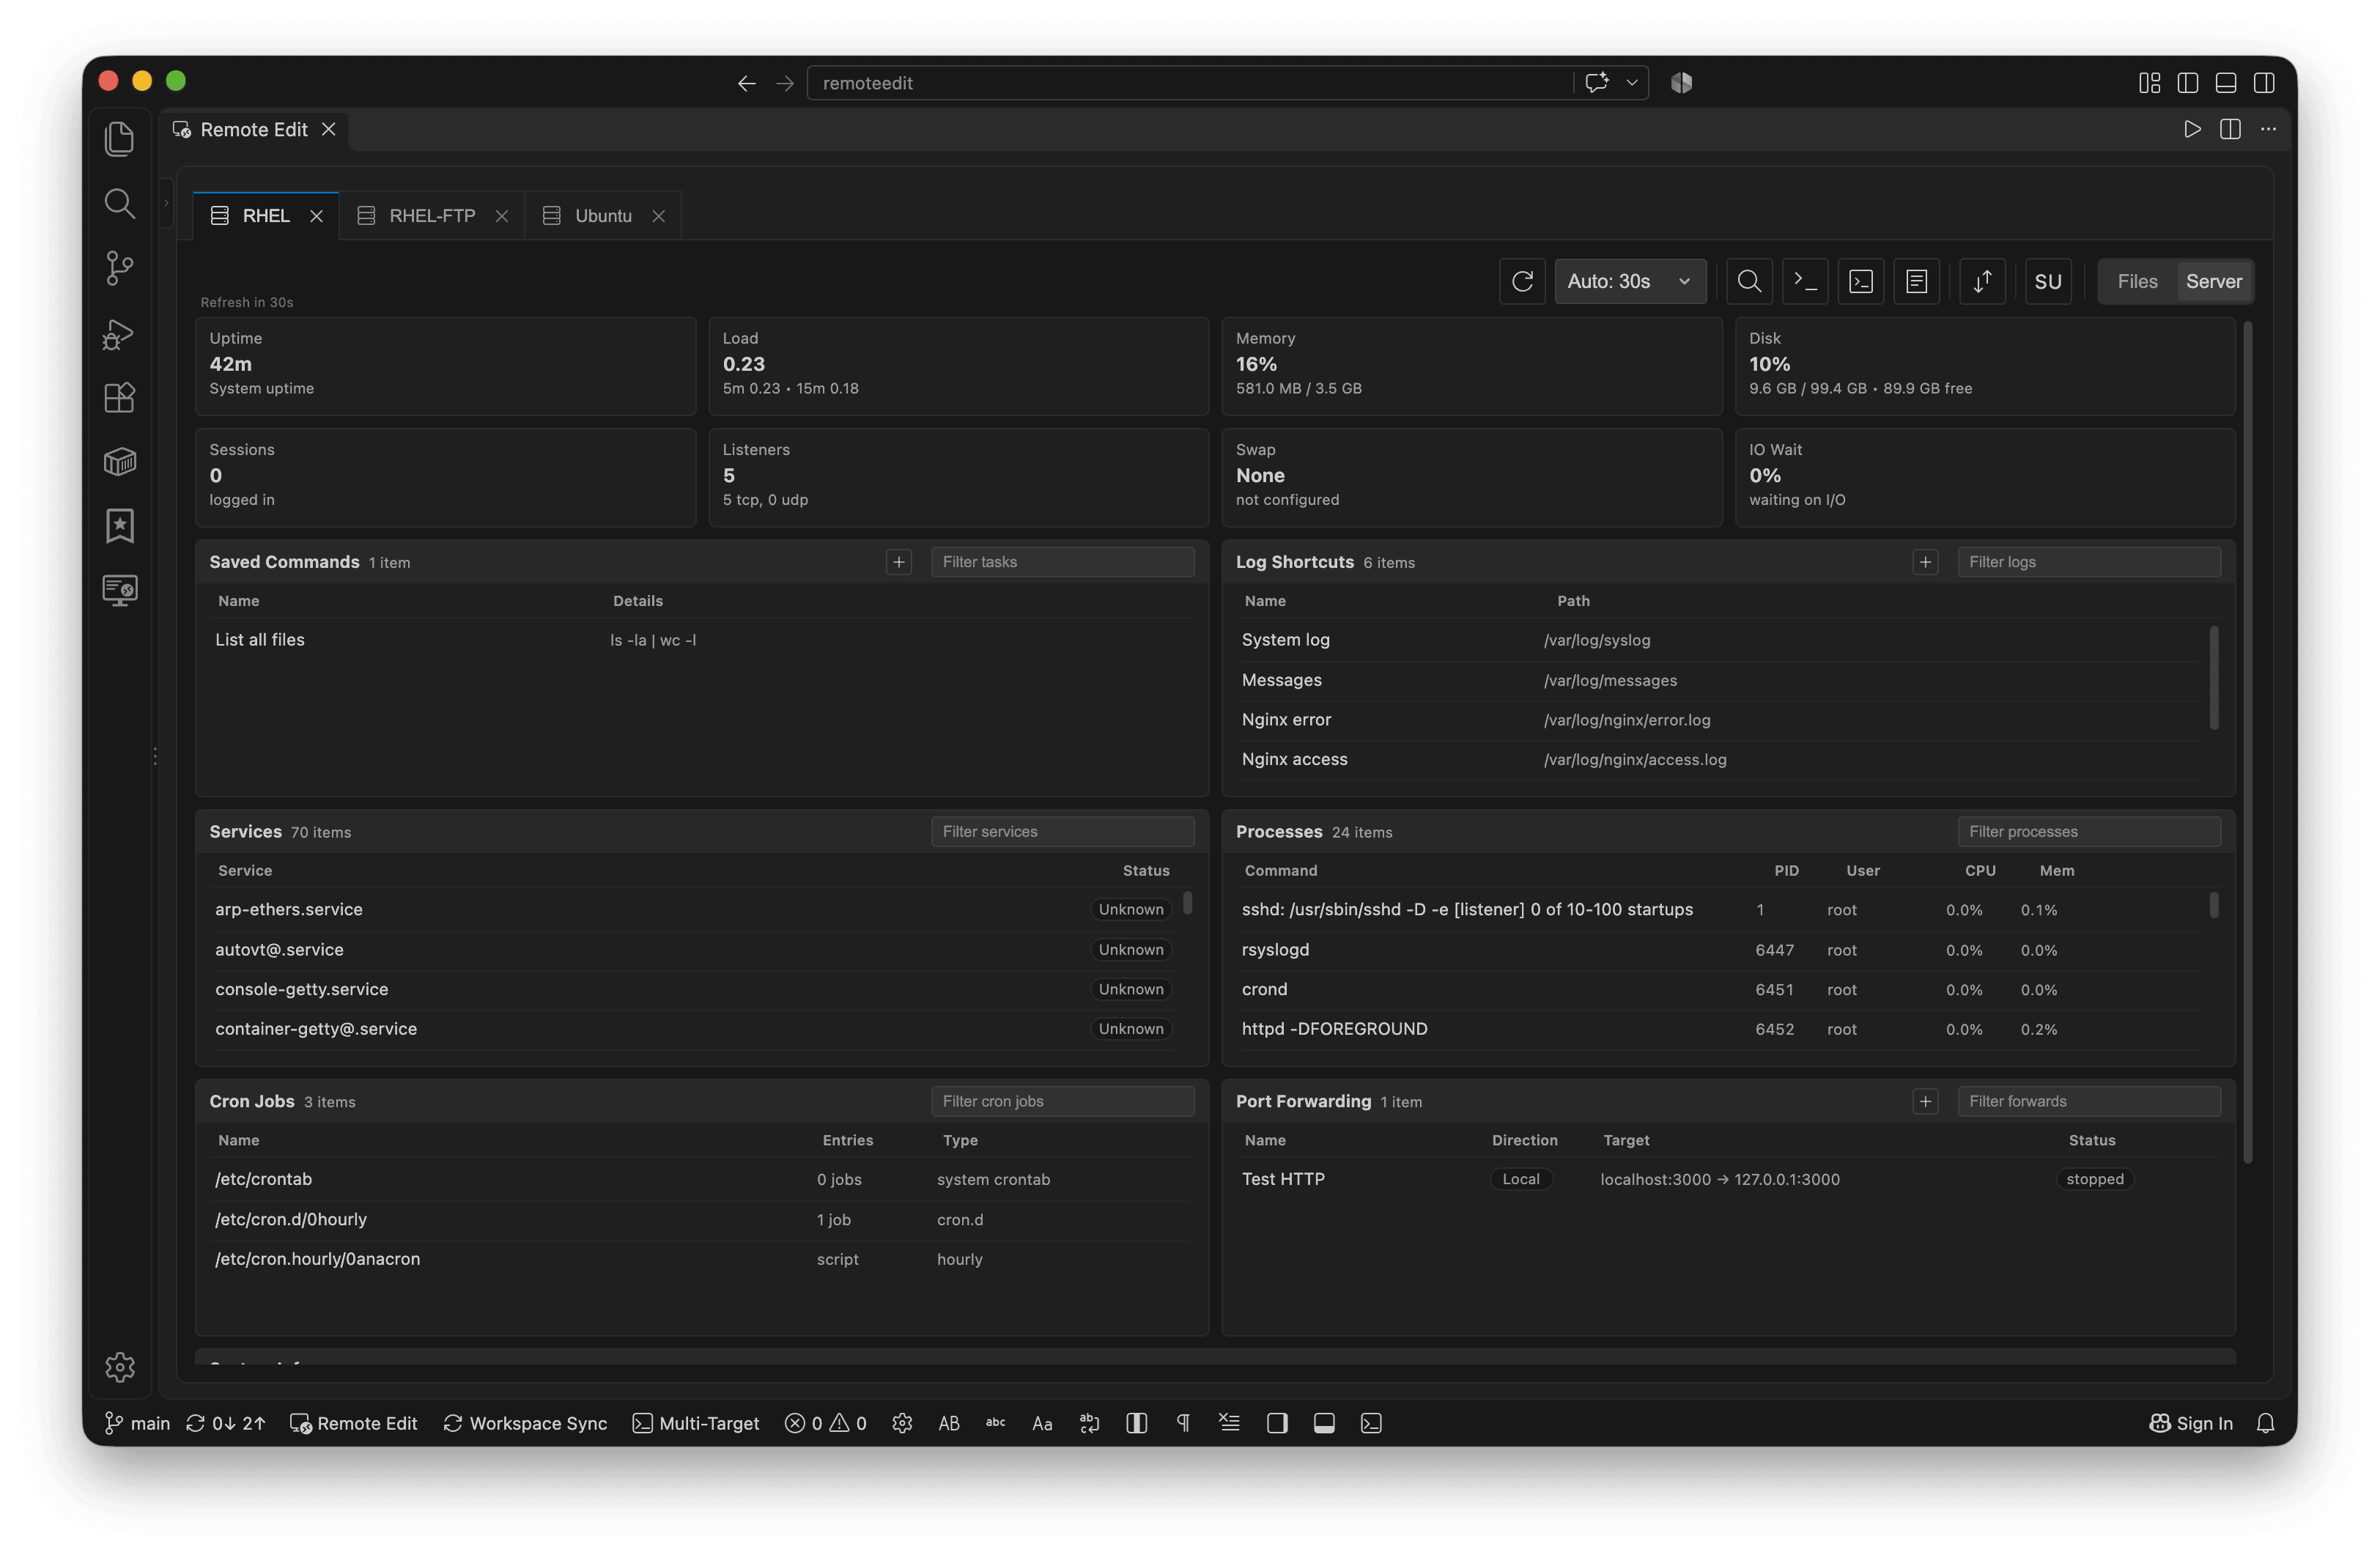 remoteedit
Remote Edit
RHEL
RHEL-FTP
Ubuntu
Refresh in 30s
Auto: 30s
SU
Files
Server
Uptime
42m
System uptime
Load
0.23
5m 0.23 • 15m 0.18
Memory
16%
581.0 MB / 3.5 GB
Disk
10%
9.6 GB / 99.4 GB • 89.9 GB free
Sessions
0
logged in
Listeners
5
5 tcp, 0 udp
Swap
None
not configured
IO Wait
0%
waiting on I/O
Saved Commands 1 item
Filter tasks
Name Details
List all files ls -la | wc -l
Log Shortcuts 6 items
Filter logs
Name Path
System log /var/log/syslog
Messages /var/log/messages
Nginx error /var/log/nginx/error.log
Nginx access /var/log/nginx/access.log
Services 70 items
Filter services
Service Status
arp-ethers.service Unknown
autovt@.service Unknown
console-getty.service Unknown
container-getty@.service Unknown
Processes 24 items
Filter processes
Command PID User CPU Mem
sshd: /usr/sbin/sshd -D -e [listener] 0 of 10-100 startups 1 root 0.0% 0.1%
rsyslogd 6447 root 0.0% 0.0%
crond 6451 root 0.0% 0.0%
httpd -DFOREGROUND 6452 root 0.0% 0.2%
Cron Jobs 3 items
Filter cron jobs
Name Entries Type
/etc/crontab 0 jobs system crontab
/etc/cron.d/0hourly 1 job cron.d
/etc/cron.hourly/0anacron script hourly
Port Forwarding 1 item
Filter forwards
Name Direction Target Status
Test HTTP Local localhost:3000 → 127.0.0.1:3000 stopped
main 0↓ 2↑ Remote Edit Workspace Sync Multi-Target 0 0 AB abc Aa ab c Sign In